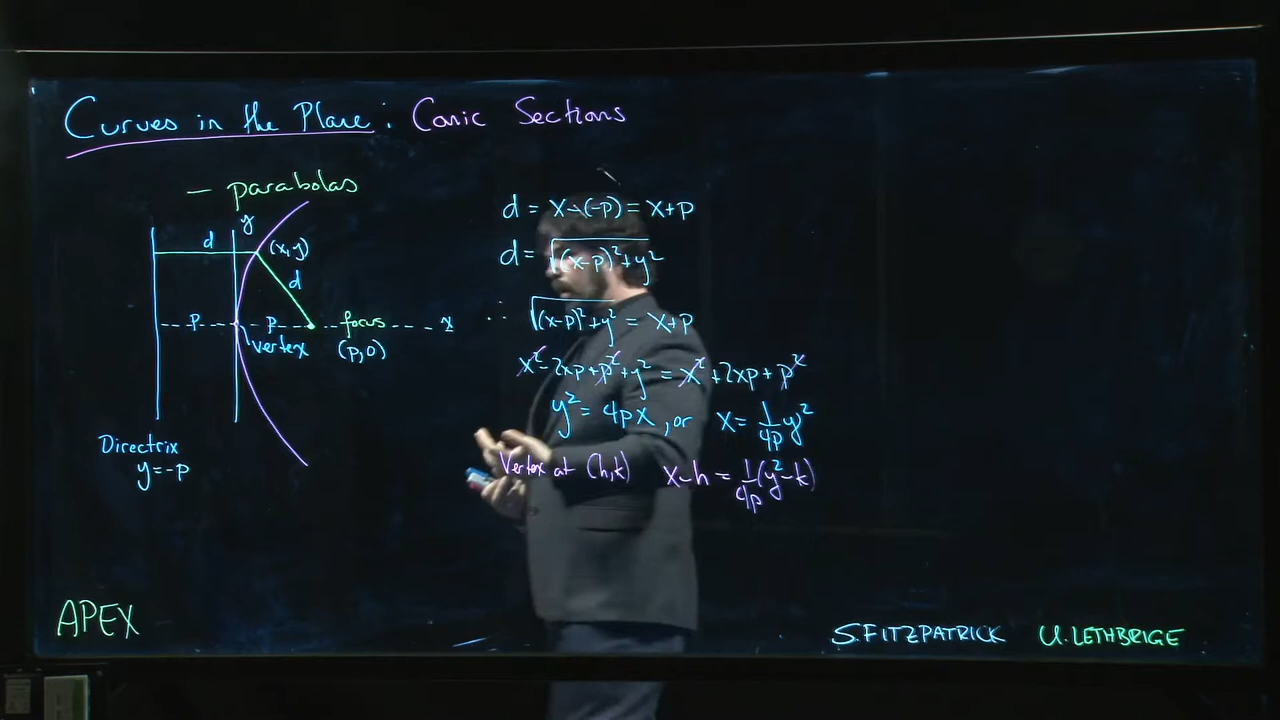 Curves in the Plane: Conic Sections
— parabolas
y
d
(x,y)
d
p
p
focus
x
vertex
(p,0)
Directrix
y=-p
d = x-(-p) = x+p
d = √(x-p)²+y²
∴ √(x-p)²+y² = x+p
x²-2xp+p²+y² = x²+2xp+p²
y² = 4px, or x = 1/4p y²
Vertex at (h,k) x-h = 1/4p (y²-k)
APEX
S.FITZPATRICK U.LETHBRIGE